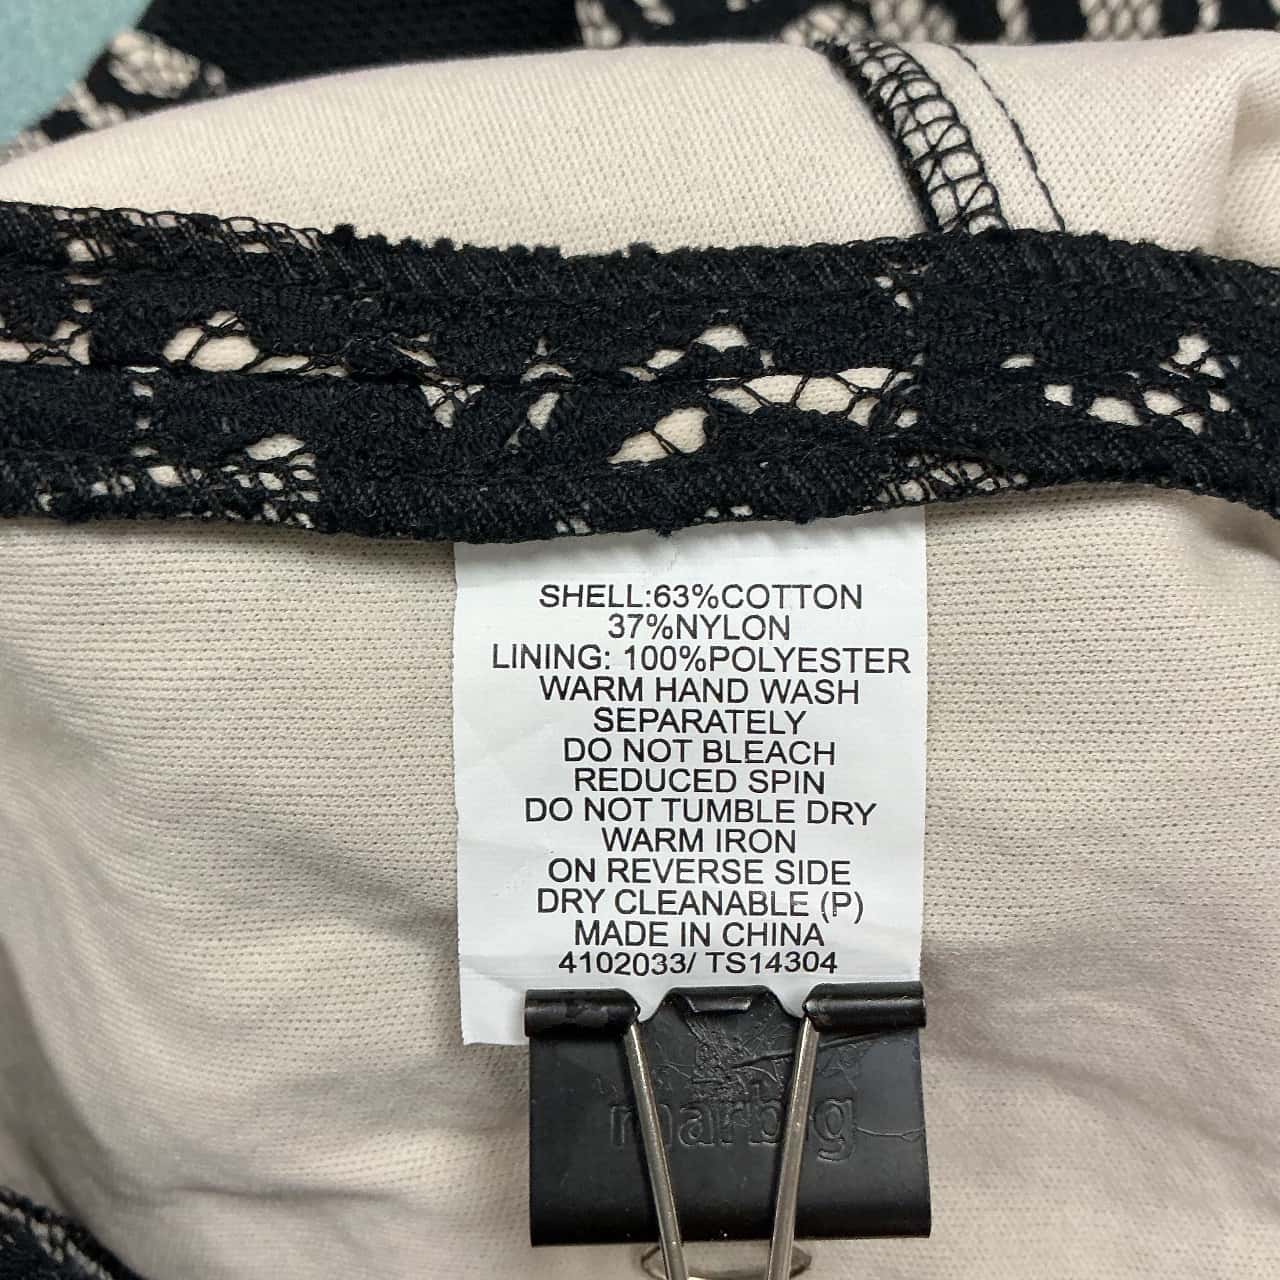 SHELL:63%COTTON
37%NYLON
LINING: 100%POLYESTER
WARM HAND WASH
SEPARATELY
DO NOT BLEACH
REDUCED SPIN
DO NOT TUMBLE DRY
WARM IRON
ON REVERSE SIDE
DRY CLEANABLE (P)
MADE IN CHINA
4102033/ TS14304
marbig